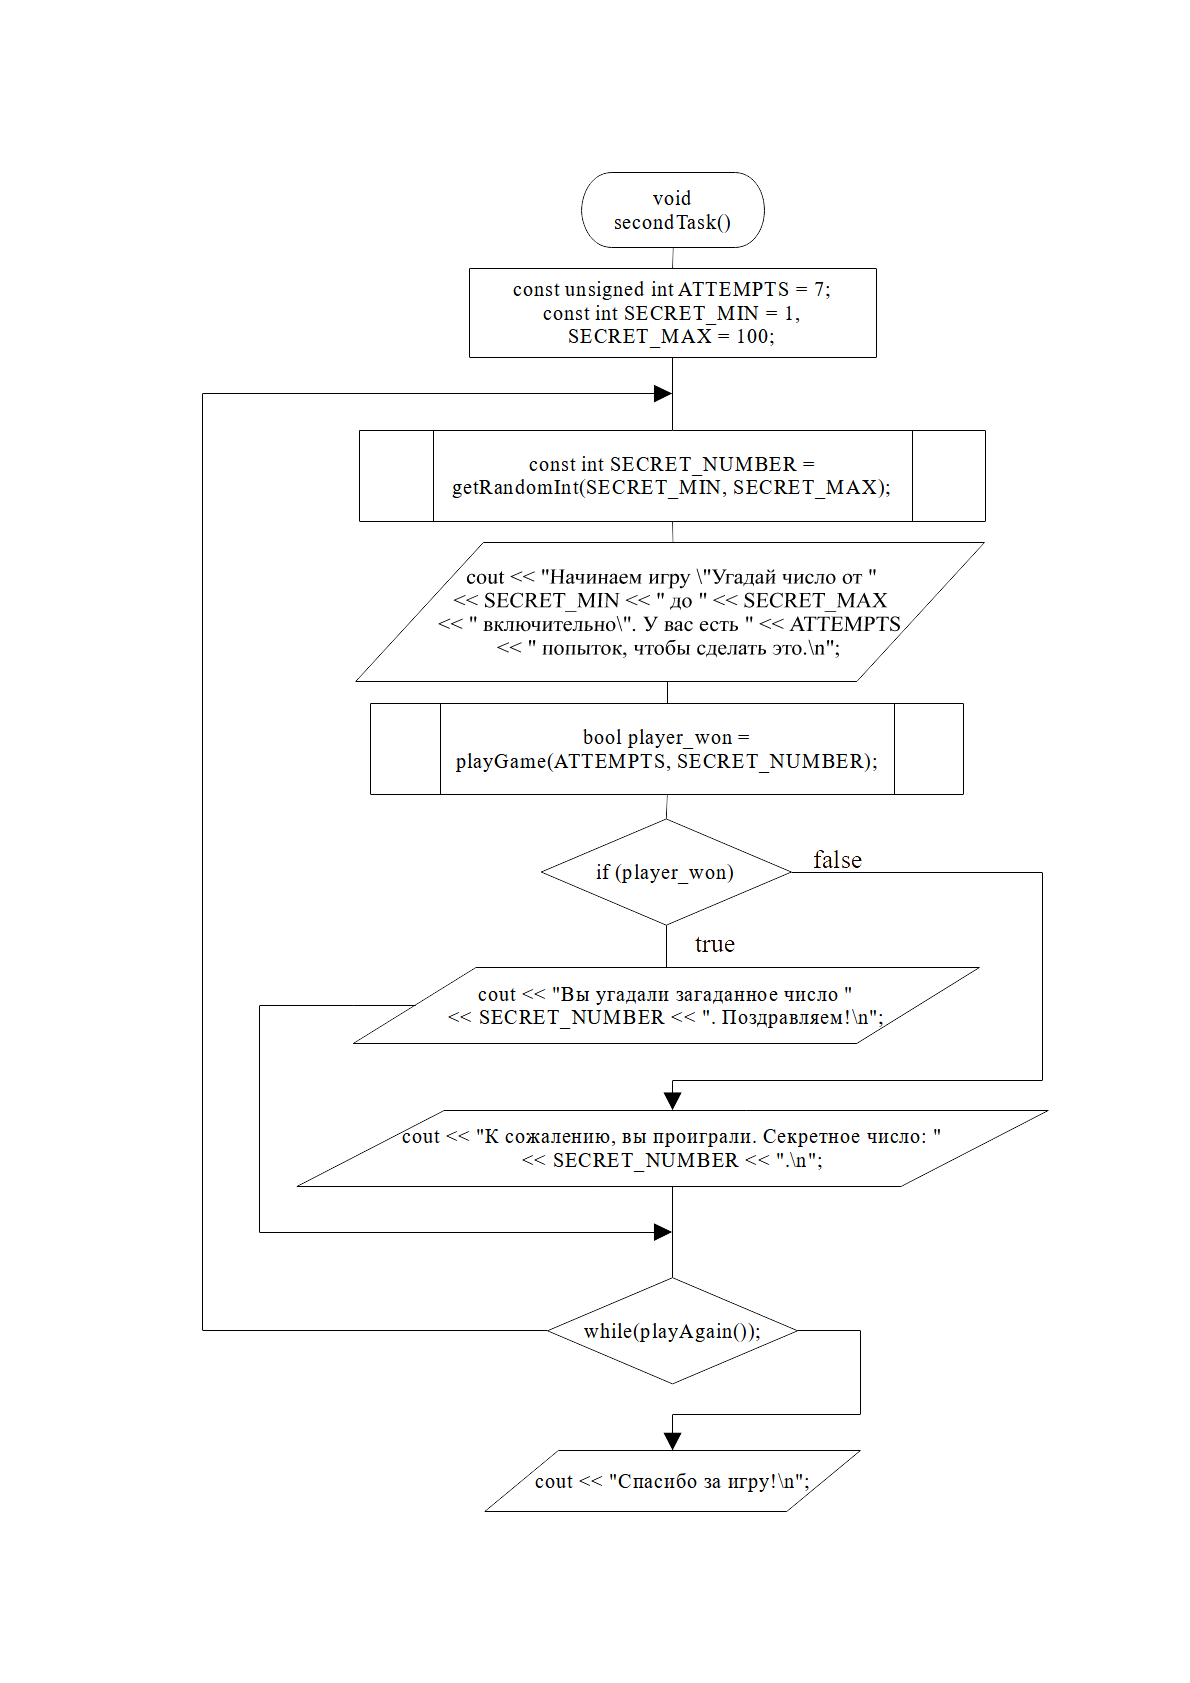 void
secondTask()
const unsigned int ATTEMPTS = 7;
const int SECRET_MIN = 1,
SECRET_MAX = 100;
const int SECRET_NUMBER =
getRandomInt(SECRET_MIN, SECRET_MAX);
cout << "Начинаем игру \"Угадай число от "
<< SECRET_MIN << " до " << SECRET_MAX
<< " включительно\". У вас есть " << ATTEMPTS
<< " попыток, чтобы сделать это.\n";
bool player_won =
playGame(ATTEMPTS, SECRET_NUMBER);
if (player_won)
false
true
cout << "Вы угадали загаданное число "
<< SECRET_NUMBER << ". Поздравляем!\n";
cout << "К сожалению, вы проиграли. Секретное число: "
<< SECRET_NUMBER << ".\n";
while(playAgain());
cout << "Спасибо за игру!\n";